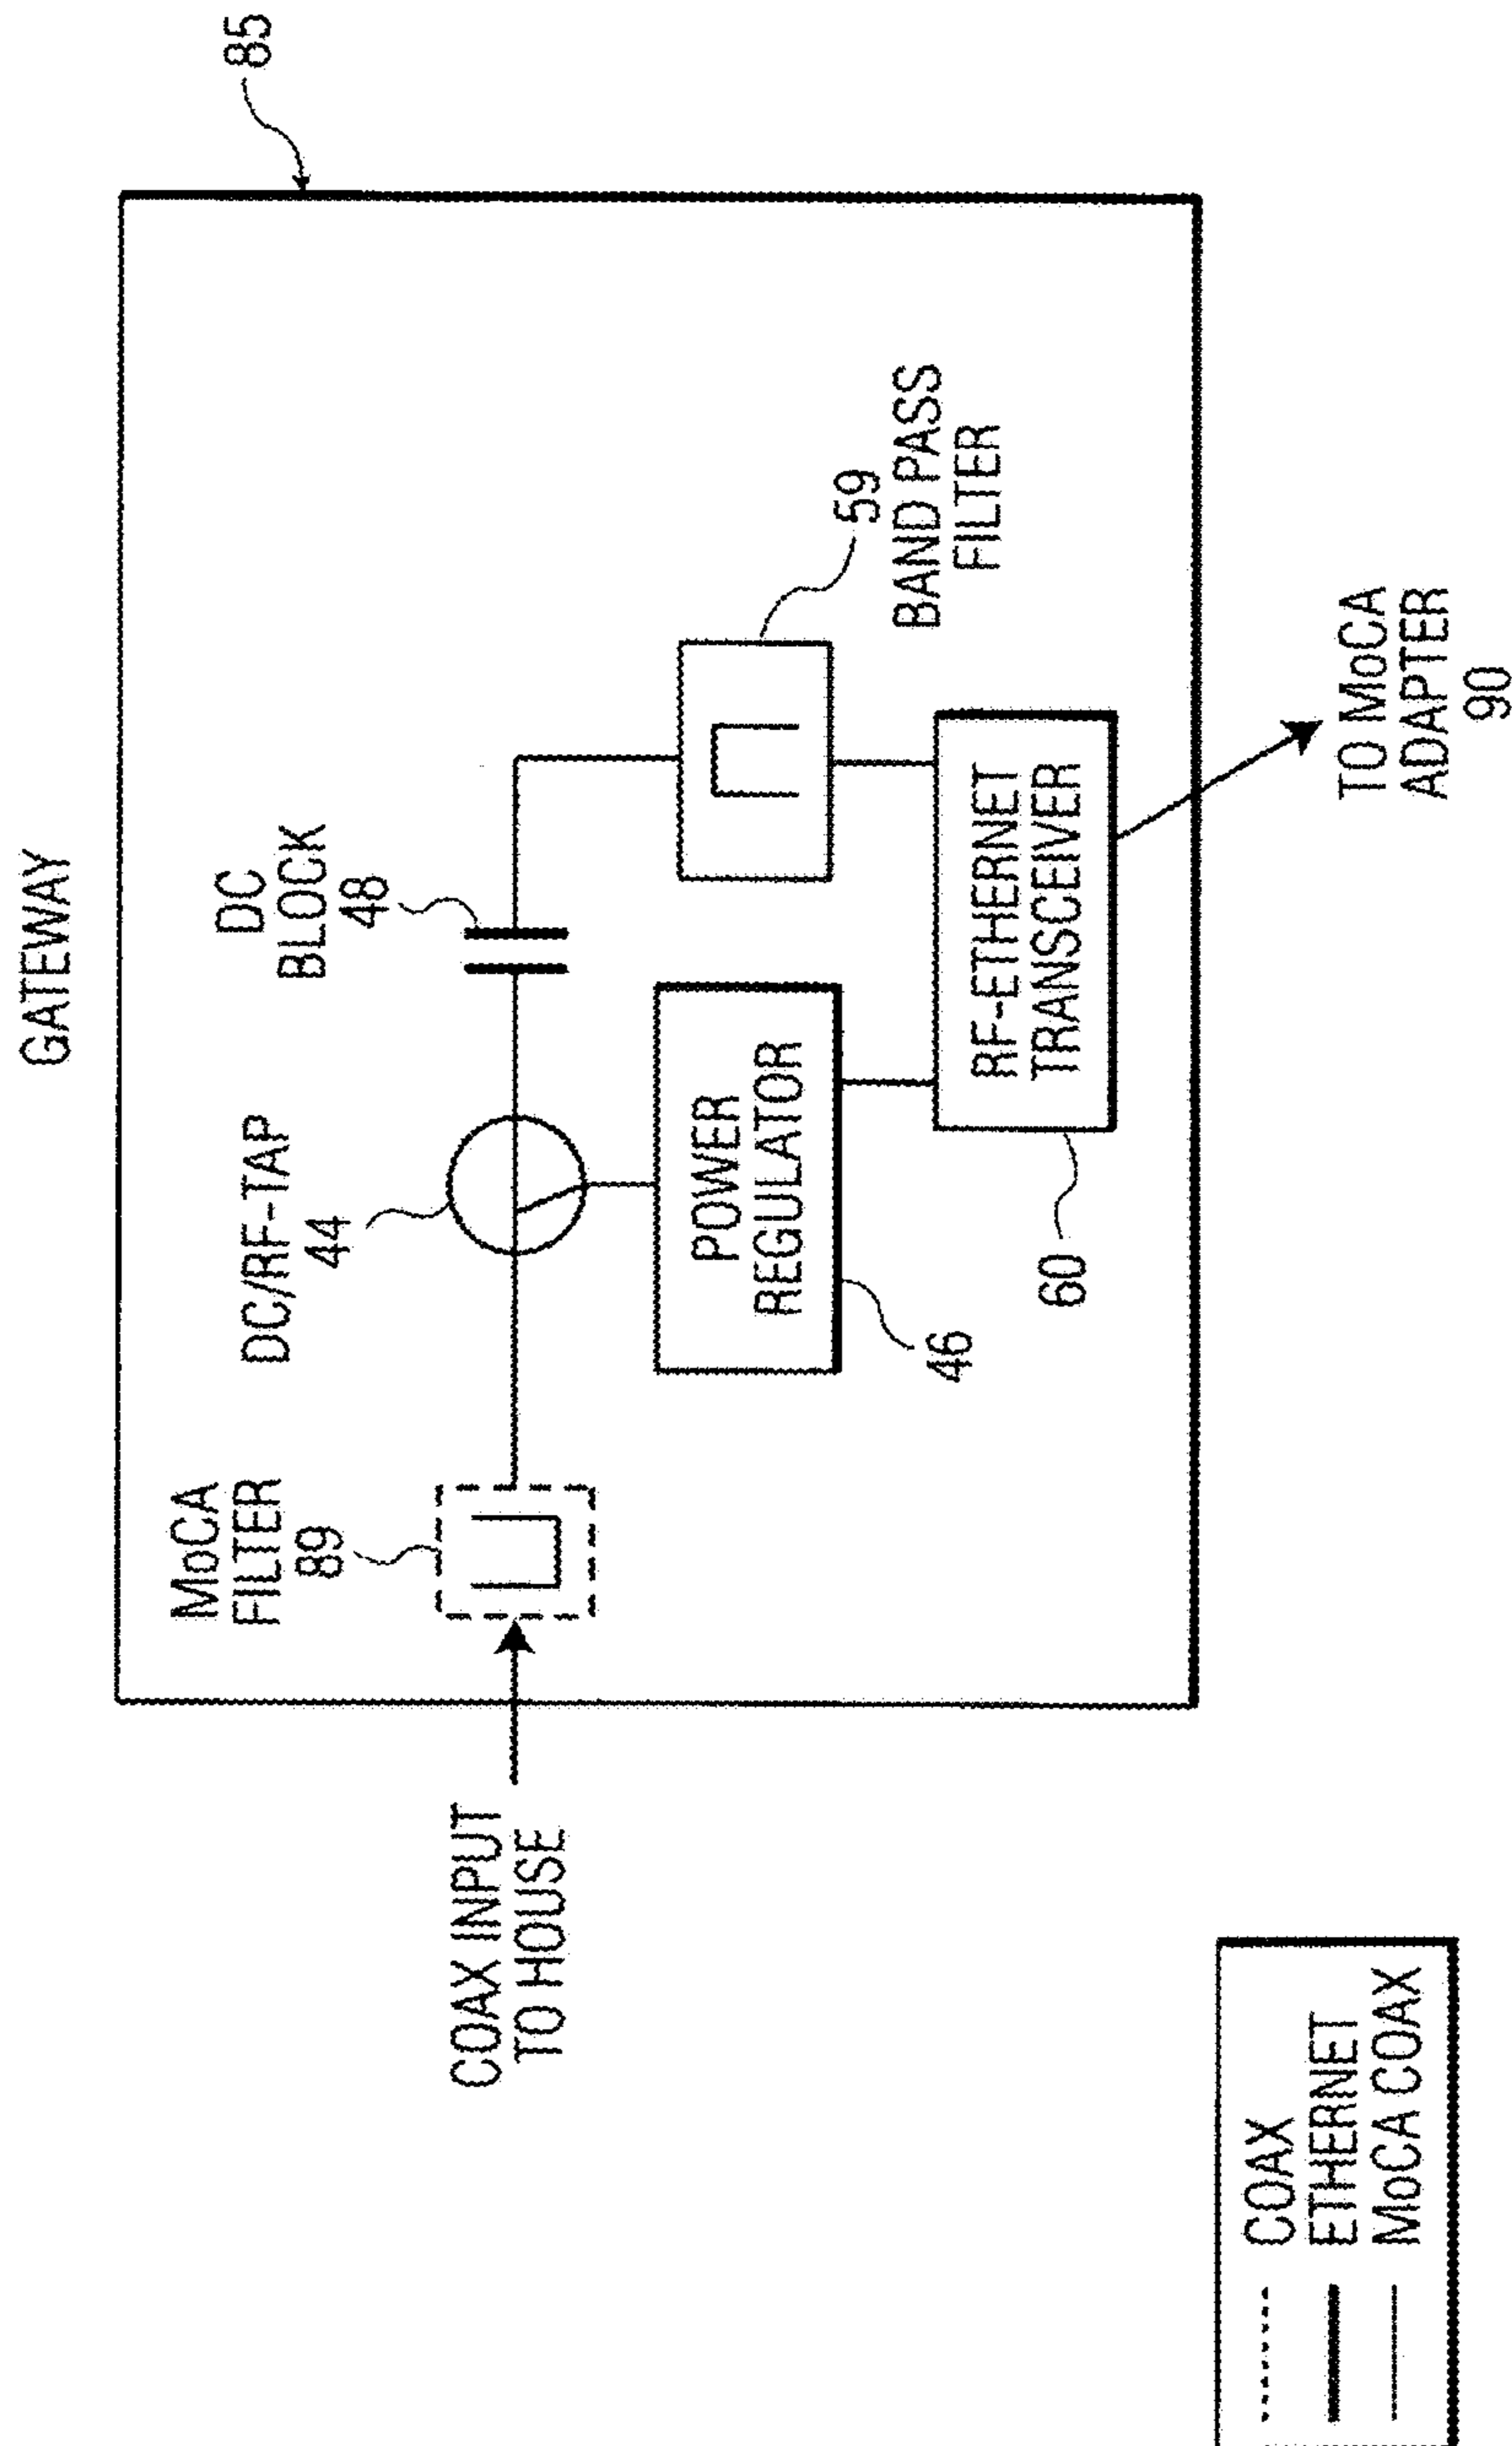 GATEWAY
85
MoCA
FILTER
89
DC/RF-TAP
44
DC
BLOCK
48
COAX INPUT
TO HOUSE
POWER
REGULATOR
46
59
BAND PASS
FILTER
RF-ETHERNET
TRANSCEIVER
60
TO MoCA
ADAPTER
90
COAX
ETHERNET
MoCA COAX